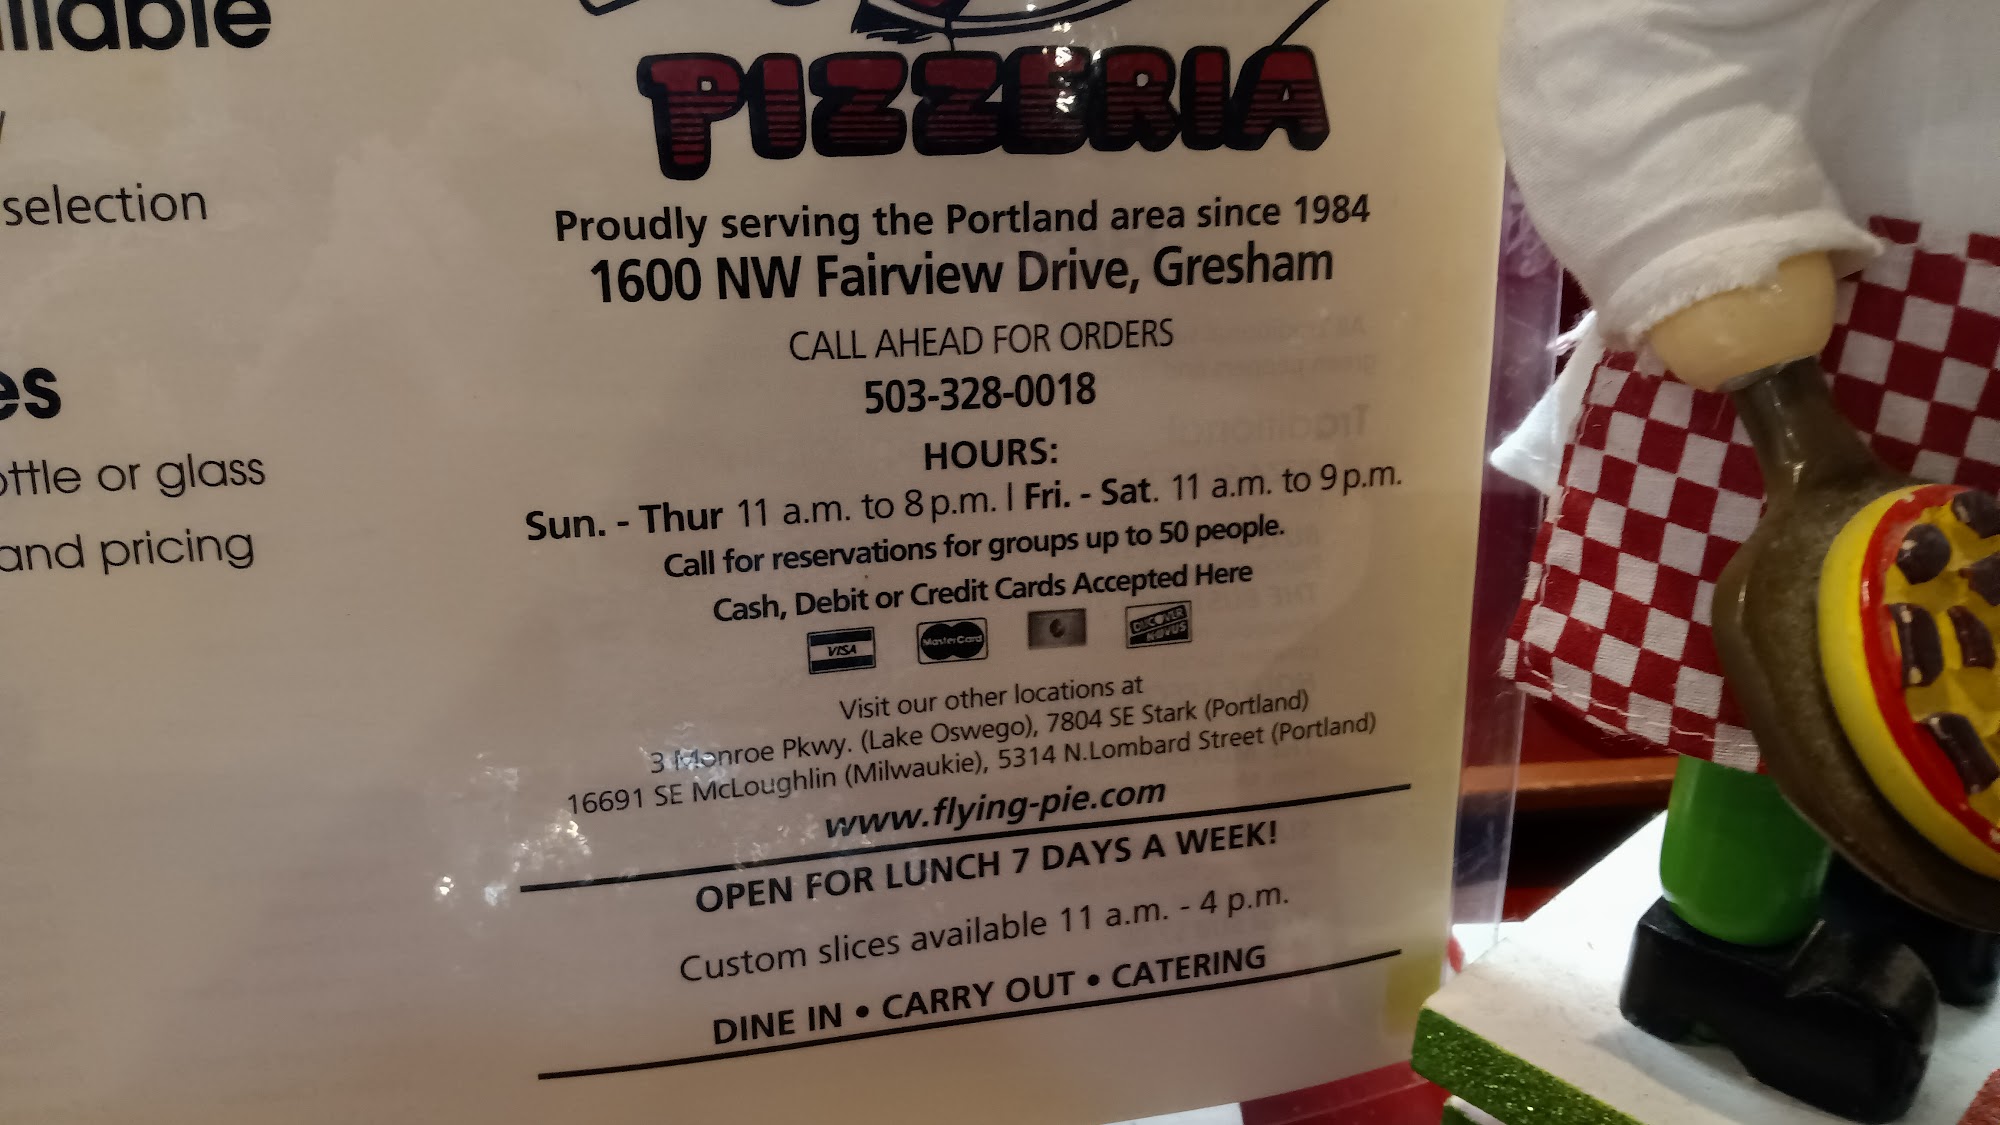 PIZZERIA
Proudly serving the Portland area since 1984
1600 NW Fairview Drive, Gresham
selection
CALL AHEAD FOR ORDERS
503-328-0018
HOURS:
Sun. - Thur 11 a.m. to 8 p.m. | Fri. - Sat. 11 a.m. to 9 p.m.
or glass
Call for reservations for groups up to 50 people.
and pricing
Cash, Debit or Credit Cards Accepted Here
VISA MasterCard DISCOVER NOVUS
Visit our other locations at
3 Monroe Pkwy. (Lake Oswego), 7804 SE Stark (Portland)
16691 SE McLoughlin (Milwaukie), 5314 N.Lombard Street (Portland)
www.flying-pie.com
OPEN FOR LUNCH 7 DAYS A WEEK!
Custom slices available 11 a.m. - 4 p.m.
DINE IN • CARRY OUT • CATERING